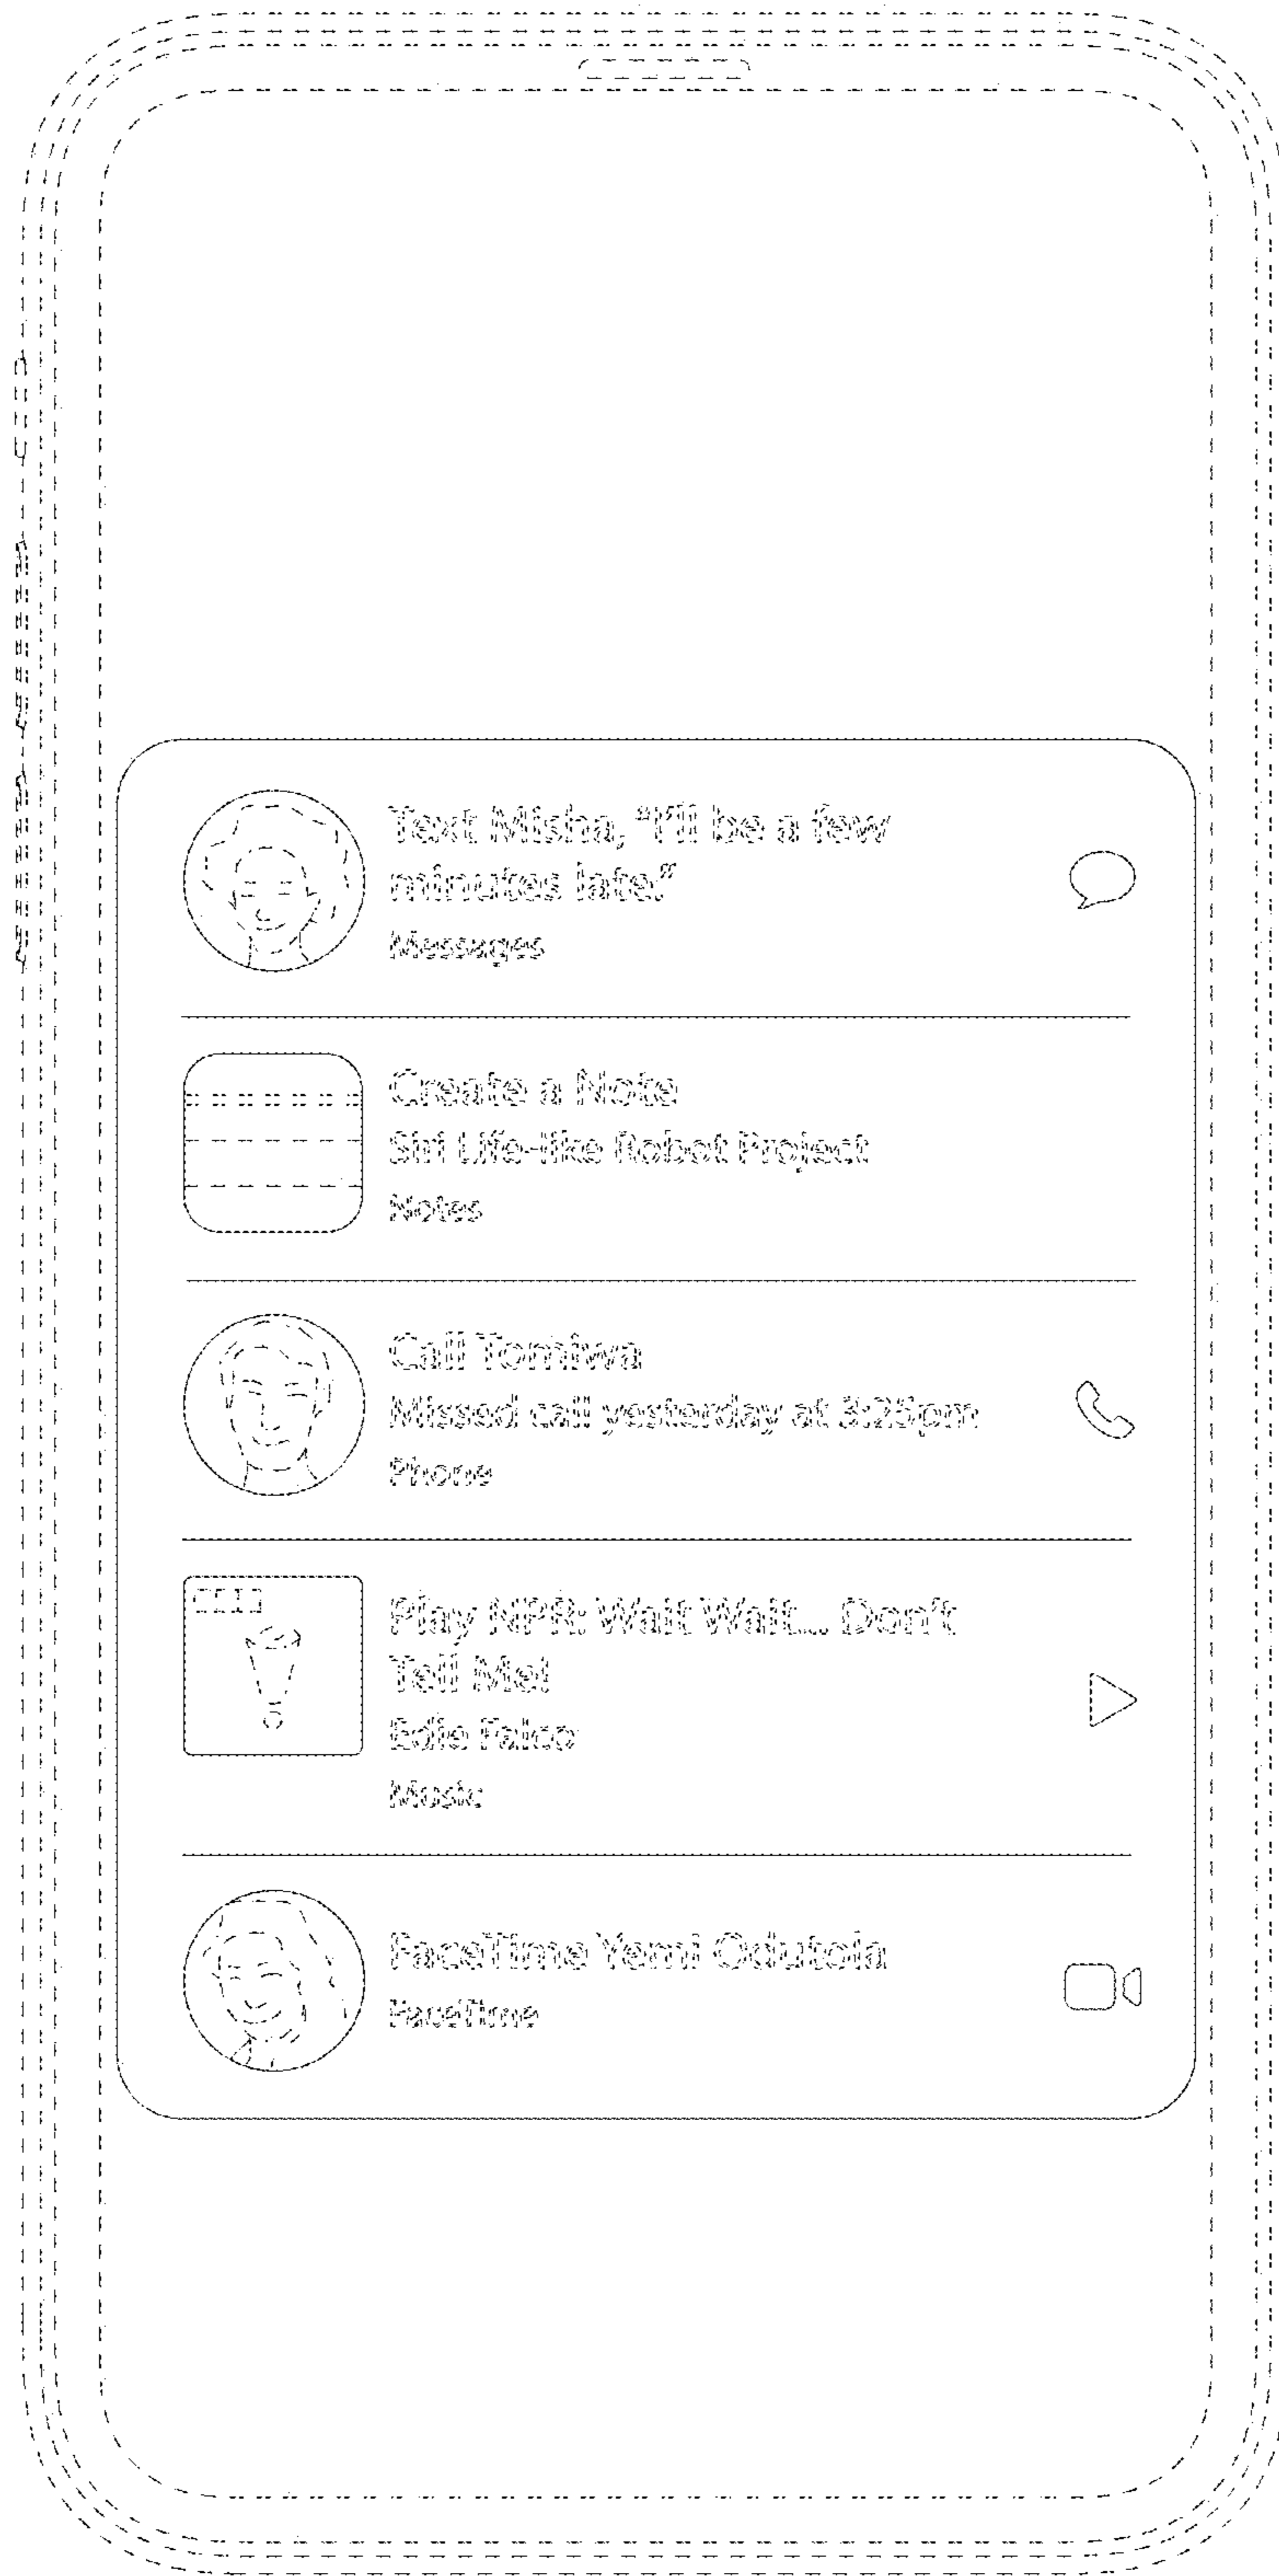 Text Misha, “I’ll be a few
minutes late.”
Messages
Create a Note
Siri Life-like Robot Project
Notes
Call Tomiwa
Missed call yesterday at 3:25pm
Phone
Play NPR: Wait Wait... Don’t
Tell Me!
Edie Falco
Music
FaceTime Yemi Odutola
FaceTime